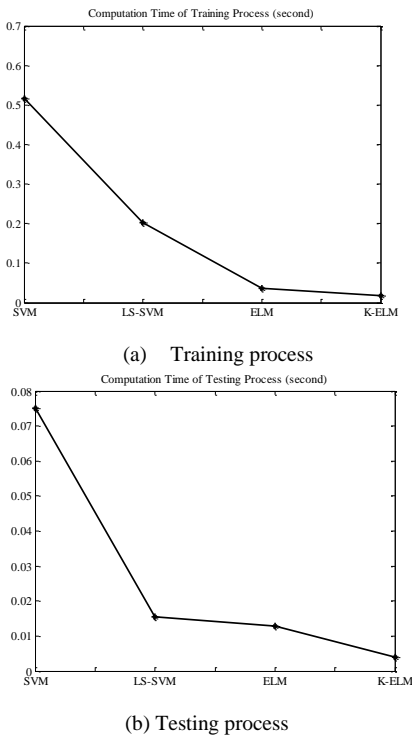 Computation Time of Training Process (second)
0.7
0.6
0.5
0.4
0.3
0.2
0.1
0
SVM LS-SVM ELM K-ELM
(a) Training process
Computation Time of Testing Process (second)
0.08
0.07
0.06
0.05
0.04
0.03
0.02
0.01
0
SVM LS-SVM ELM K-ELM
(b) Testing process